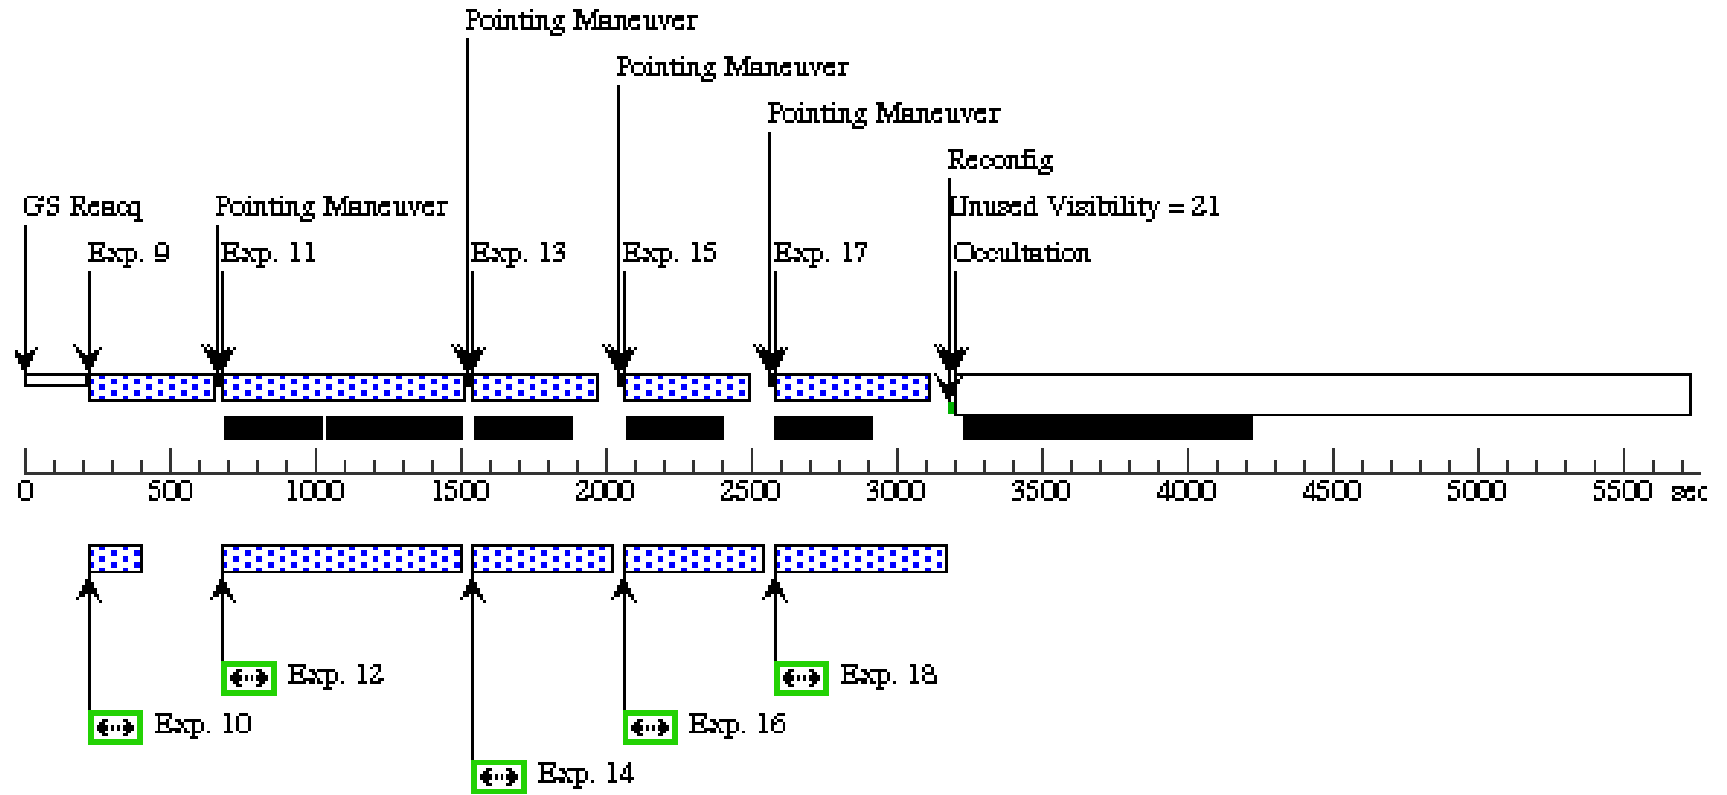 Pointing Maneuver
Pointing Maneuver
Pointing Maneuver
Reconfig
GS Reacq Pointing Maneuver Unused Visibility = 21
Exp. 9 Exp. 11 Exp. 13 Exp. 15 Exp. 17 Occultation
0 500 1000 1500 2000 2500 3000 3500 4000 4500 5000 5500 sec
Exp. 12 Exp. 18
Exp. 10 Exp. 16
Exp. 14